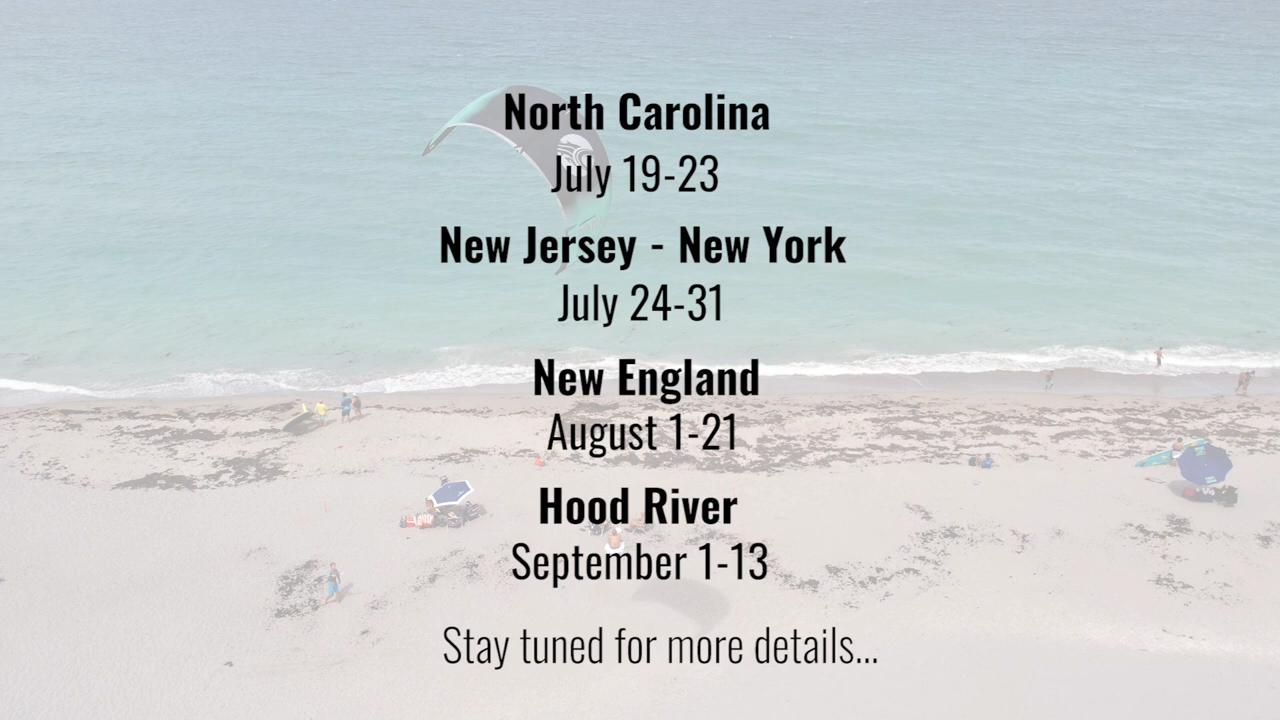 North Carolina
July 19-23
New Jersey - New York
July 24-31
New England
August 1-21
Hood River
September 1-13
Stay tuned for more details...